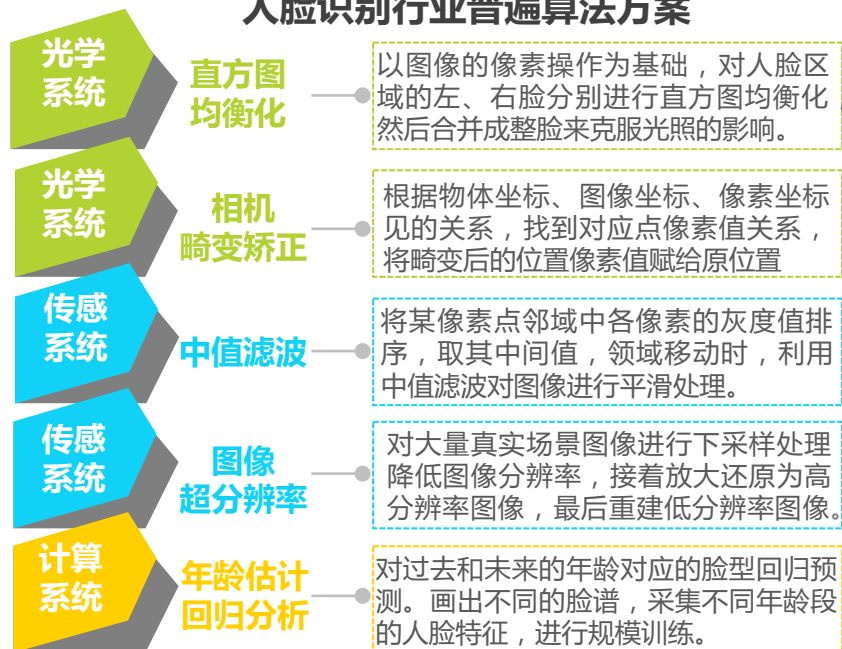 人脸识别行业普遍算法方案
光学
系统
直方图
均衡化
以图像的像素操作为基础，对人脸区
域的左、右脸分别进行直方图均衡化，
然后合并成整脸来克服光照的影响。
光学
系统
相机
畸变矫正
根据物体坐标、图像坐标、像素坐标
见的关系，找到对应点像素值关系，
将畸变后的位置像素值赋给原位置
传感
系统
中值滤波
将某像素点邻域中各像素的灰度值排
序，取其中间值，领域移动时，利用
中值滤波对图像进行平滑处理。
传感
系统
图像
超分辨率
对大量真实场景图像进行下采样处理
降低图像分辨率，接着放大还原为高
分辨率图像，最后重建低分辨率图像。
计算
系统
年龄估计
回归分析
对过去和未来的年龄对应的脸型回归预
测。画出不同的脸谱，采集不同年龄段
的人脸特征，进行规模训练。